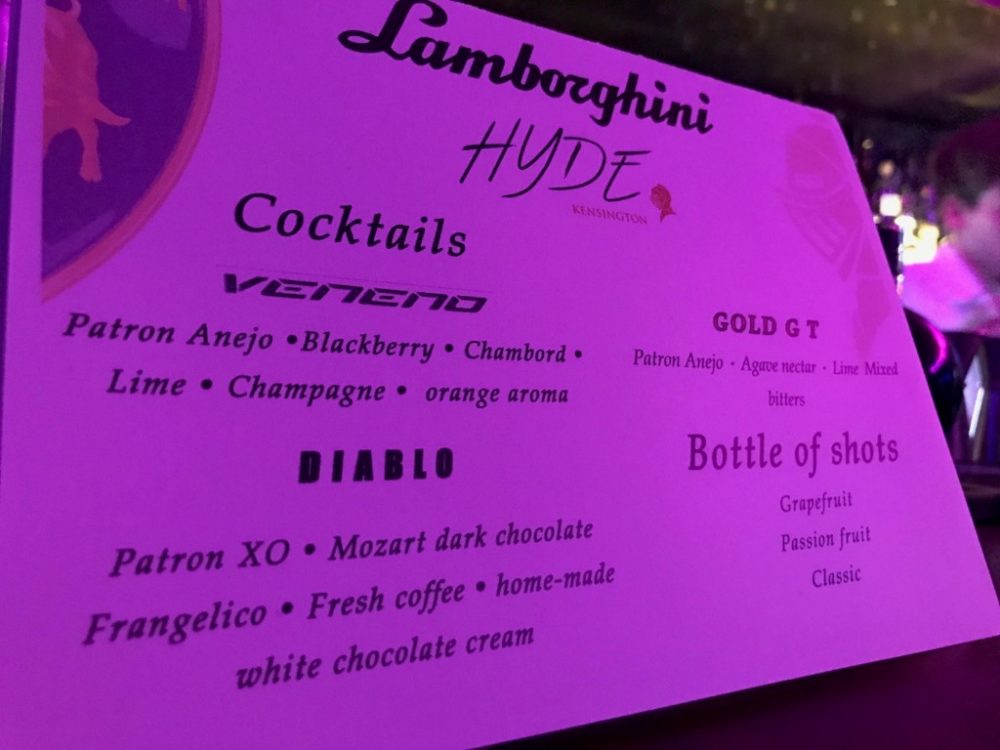 Lamborghini
HYDE
KENSINGTON
Cocktails
VENENO
Patron Anejo •Blackberry • Chambord •
Lime • Champagne • orange aroma
DIABLO
Patron XO • Mozart dark chocolate
Frangelico • Fresh coffee • home-made
white chocolate cream
GOLD G T
Patron Anejo • Agave nectar • Lime Mixed
bitters
Bottle of shots
Grapefruit
Passion fruit
Classic